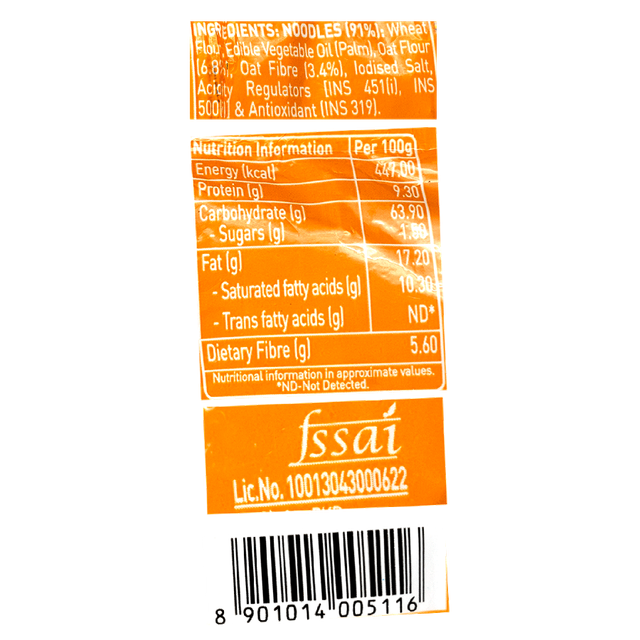 INGREDIENTS: NOODLES (91%): Wheat
Flour, Edible Vegetable Oil (Palm), Oat Flour
(6.8%), Oat Fibre (3.4%), Iodised Salt,
Acidity Regulators [INS 451(i), INS
& Antioxidant (INS 319).
Nutrition Information Per 100g
Energy (kcal) 447.00
Protein (g) 9.30
Carbohydrate (g) 63.90
- Sugars (g)
Fat (g) 17.20
- Saturated fatty acids (g) 10.30
- Trans fatty acids (g) ND*
Dietary Fibre (g) 5.60
Nutritional information in approximate values.
*ND-Not Detected.
fssai
Lic.No. 10013043000622
8 901014 005116